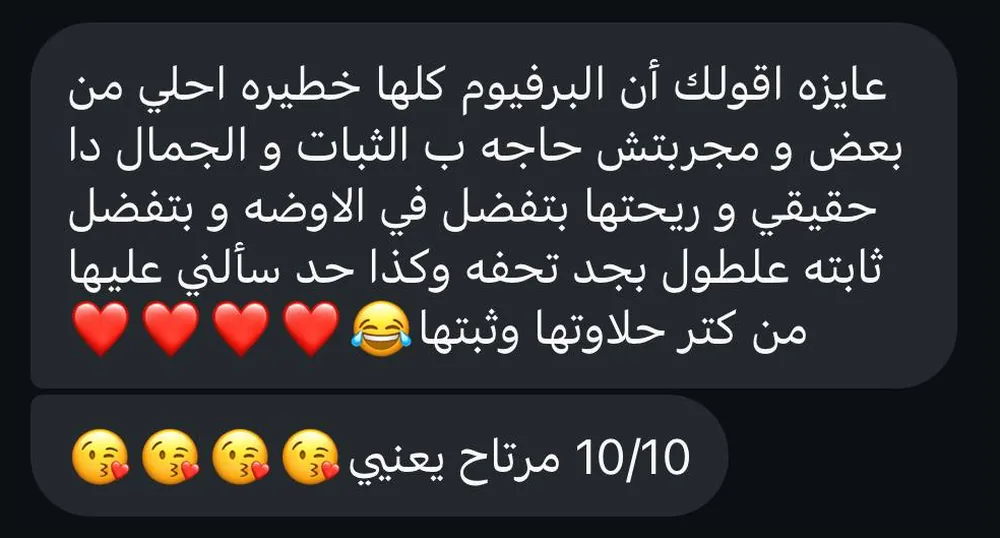 عايزه اقولك أن البرفيوم كلها خطيره احلي من
بعض و مجربتش حاجه ب الثبات و الجمال دا
حقيقي و ريحتها بتفضل في الاوضه و بتفضل
ثابته علطول بجد تحفه وكذا حد سألني عليها
من كتر حلاوتها وثبتها😂❤️❤️❤️❤️
10/10 مرتاح يعنيي😘😘😘😘